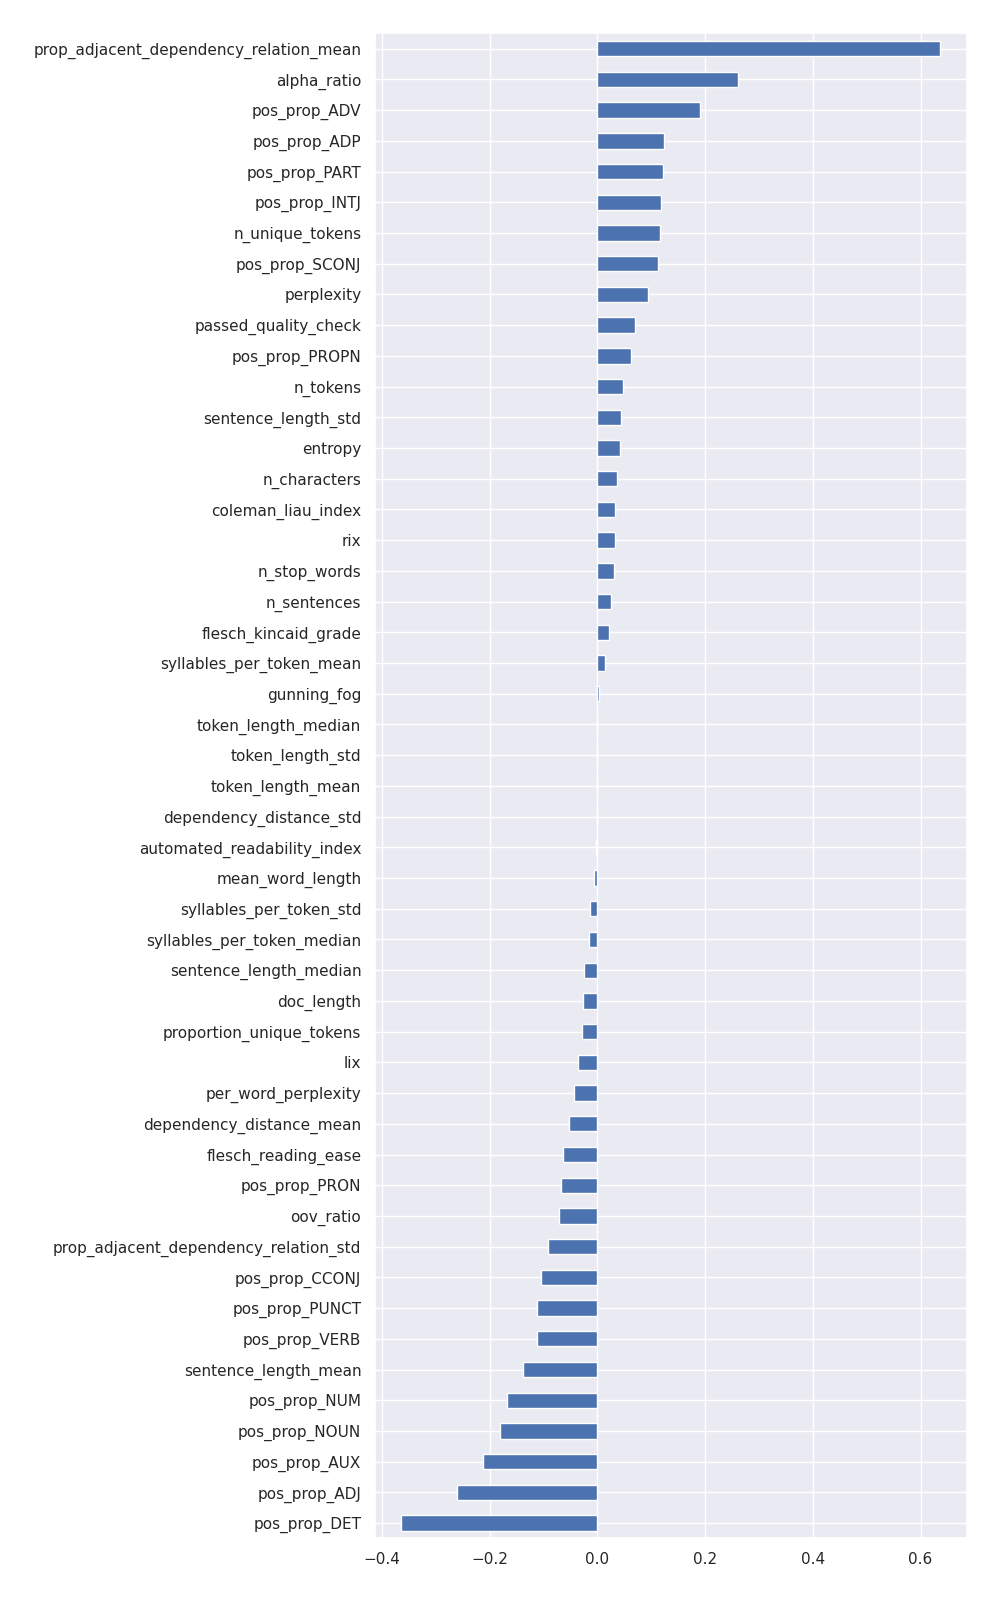 prop_adjacent_dependency_relation_mean
alpha_ratio
pos_prop_ADV
pos_prop_ADP
pos_prop_PART
pos_prop_INTJ
n_unique_tokens
pos_prop_SCONJ
perplexity
passed_quality_check
pos_prop_PROPN
n_tokens
sentence_length_std
entropy
n_characters
coleman_liau_index
rix
n_stop_words
n_sentences
flesch_kincaid_grade
syllables_per_token_mean
gunning_fog
token_length_median
token_length_std
token_length_mean
dependency_distance_std
automated_readability_index
mean_word_length
syllables_per_token_std
syllables_per_token_median
sentence_length_median
doc_length
proportion_unique_tokens
lix
per_word_perplexity
dependency_distance_mean
flesch_reading_ease
pos_prop_PRON
oov_ratio
prop_adjacent_dependency_relation_std
pos_prop_CCONJ
pos_prop_PUNCT
pos_prop_VERB
sentence_length_mean
pos_prop_NUM
pos_prop_NOUN
pos_prop_AUX
pos_prop_ADJ
pos_prop_DET
−0.4 −0.2 0.0 0.2 0.4 0.6